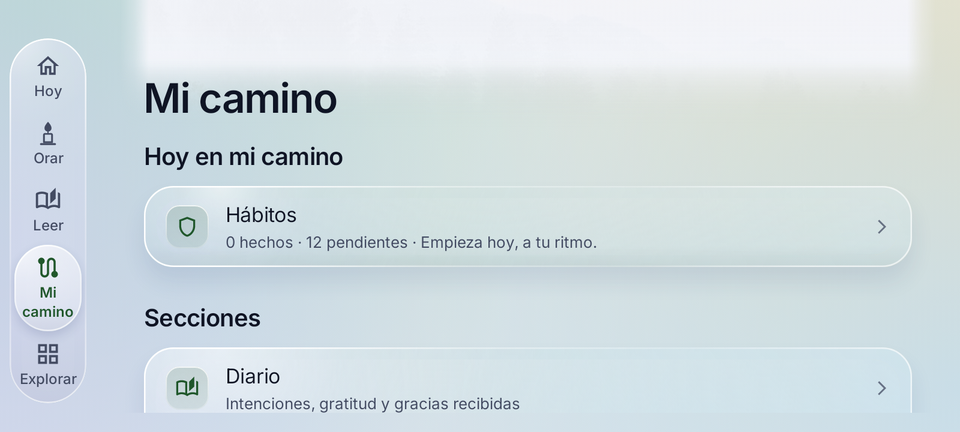 Hoy
Orar
Leer
Mi
camino
Explorar
Mi camino
Hoy en mi camino
Hábitos
0 hechos · 12 pendientes · Empieza hoy, a tu ritmo.
Secciones
Diario
Intenciones, gratitud y gracias recibidas